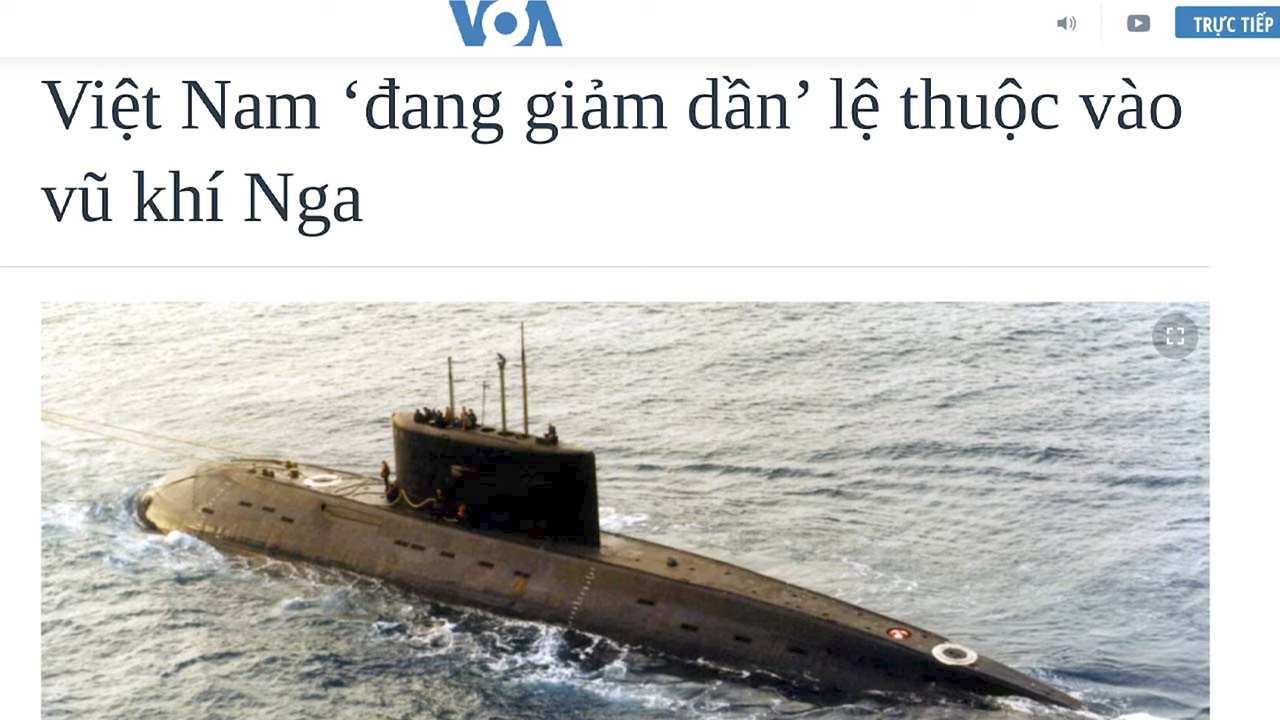 VOA
TRỰC TIẾP
Việt Nam ‘đang giảm dần’ lệ thuộc vào
vũ khí Nga